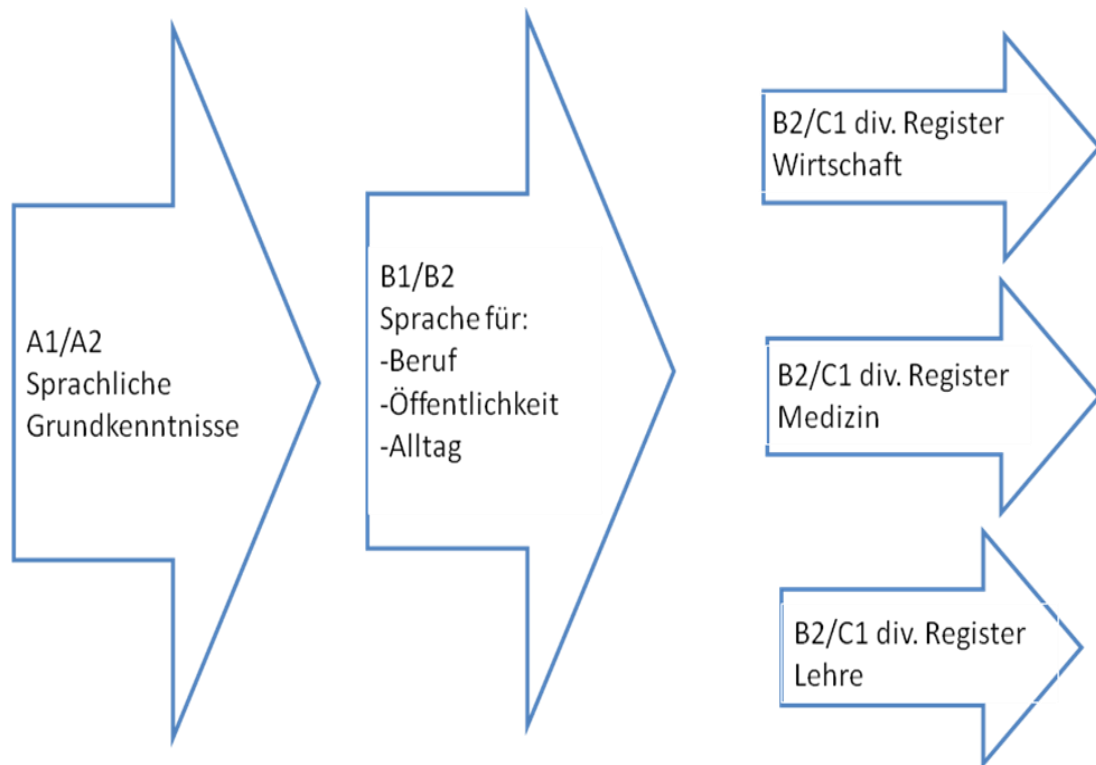 A1/A2
Sprachliche
Grundkenntnisse
B1/B2
Sprache für:
-Beruf
-Öffentlichkeit
-Alltag
B2/C1 div. Register
Wirtschaft
B2/C1 div. Register
Medizin
B2/C1 div. Register
Lehre